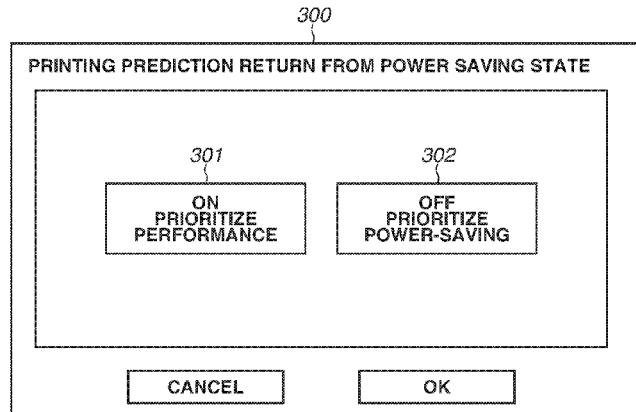 300
PRINTING PREDICTION RETURN FROM POWER SAVING STATE
301
302
ON
PRIORITIZE
PERFORMANCE
OFF
PRIORITIZE
POWER-SAVING
CANCEL
OK